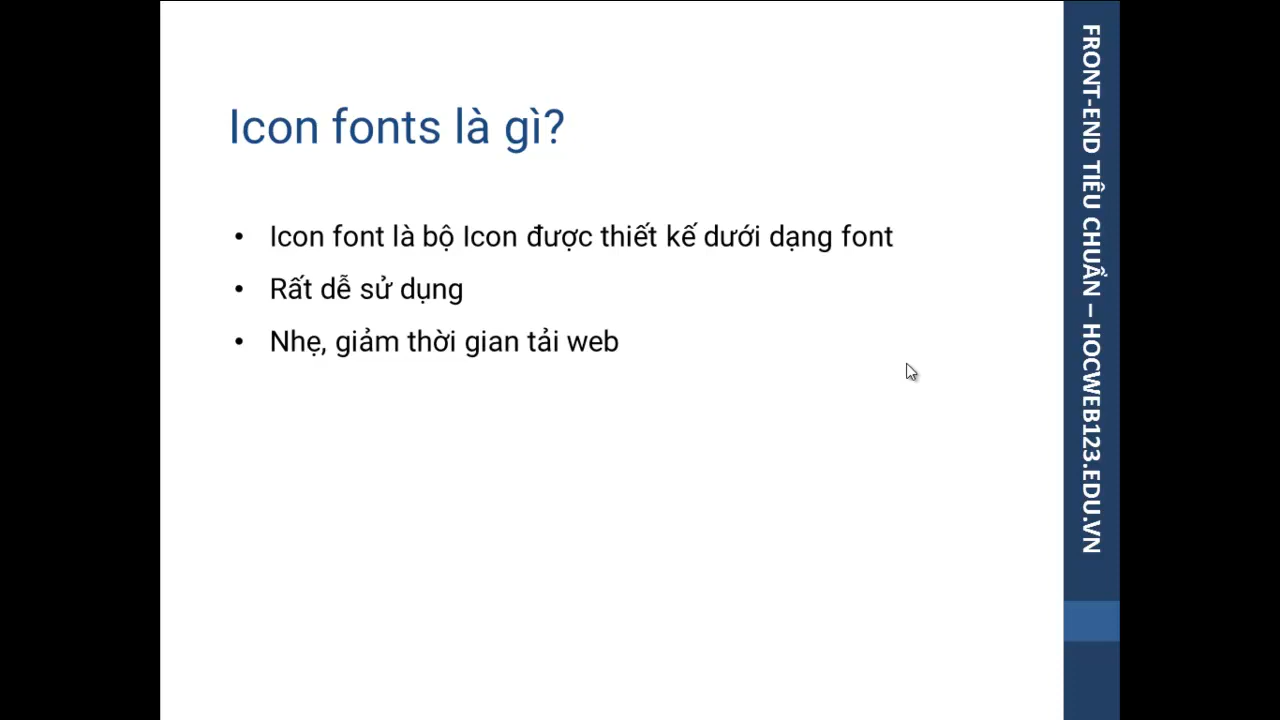 Icon fonts là gì?
• Icon font là bộ Icon được thiết kế dưới dạng font
• Rất dễ sử dụng
• Nhẹ, giảm thời gian tải web
FRONT-END TIÊU CHUẨN – HOCWEB123.EDU.VN